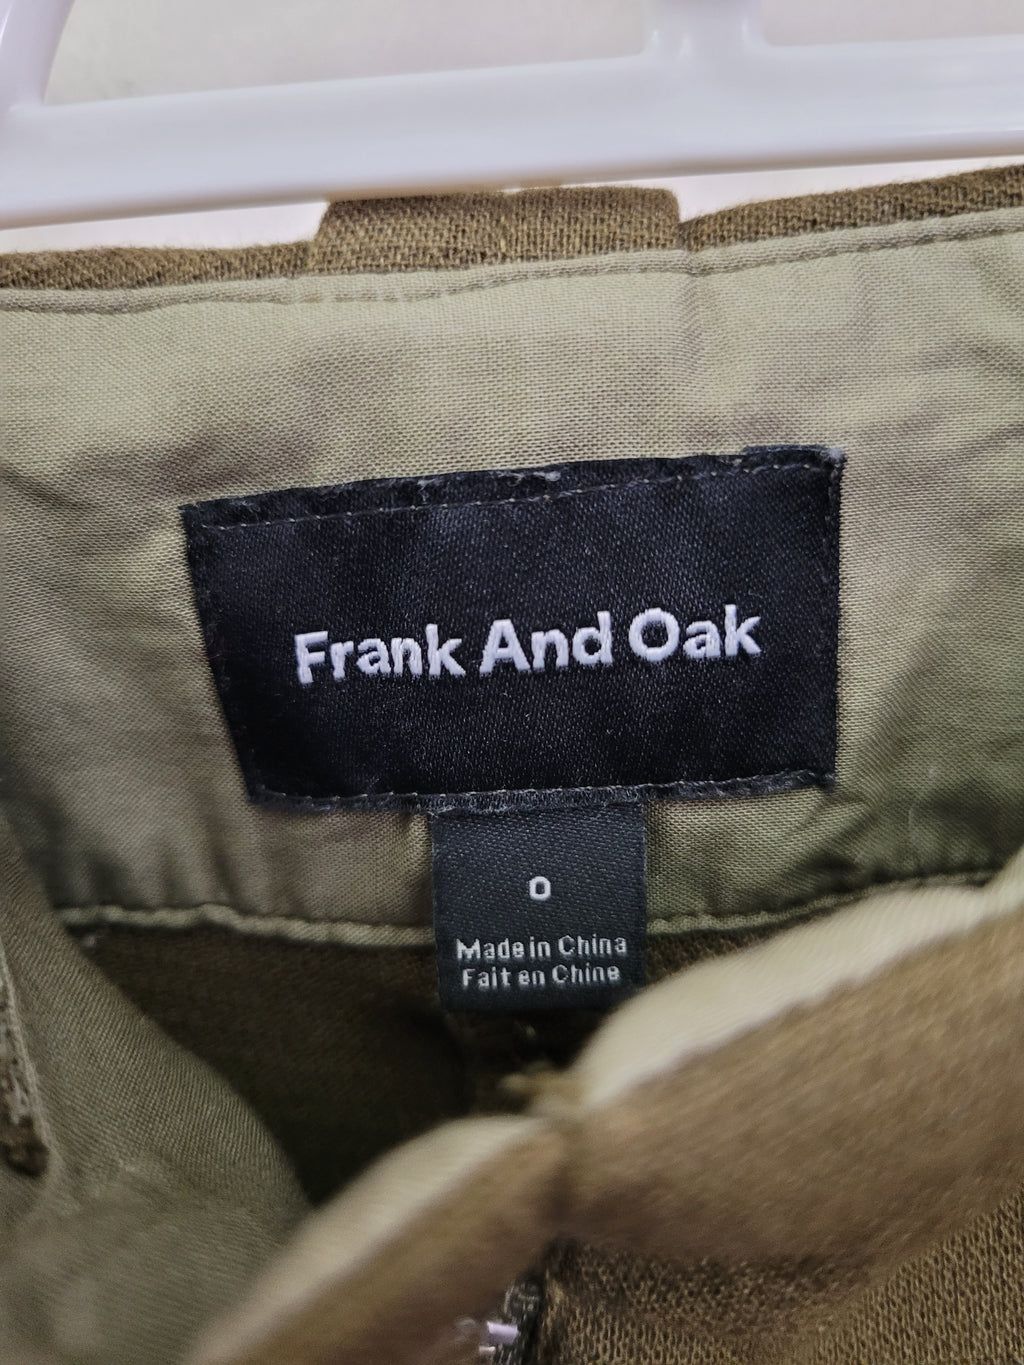 Frank And Oak
0
Made in China
Fait en Chine